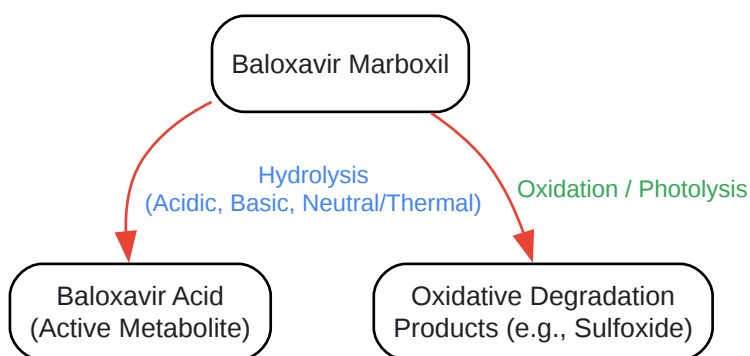 Baloxavir Marboxil
Hydrolysis
(Acidic, Basic, Neutral/Thermal)
Oxidation / Photolysis
Baloxavir Acid
(Active Metabolite)
Oxidative Degradation
Products (e.g., Sulfoxide)